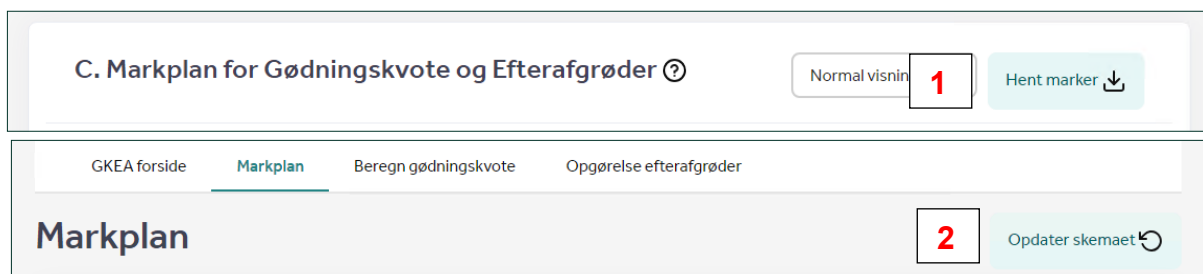 C. Markplan for Gødningskvote og Efterafgrøder ?
Normal visnin
1
Hent marker
GKEA forside
Markplan
Beregn gødningskvote
Opgørelse efterafgrøder
Markplan
2
Opdater skemaet